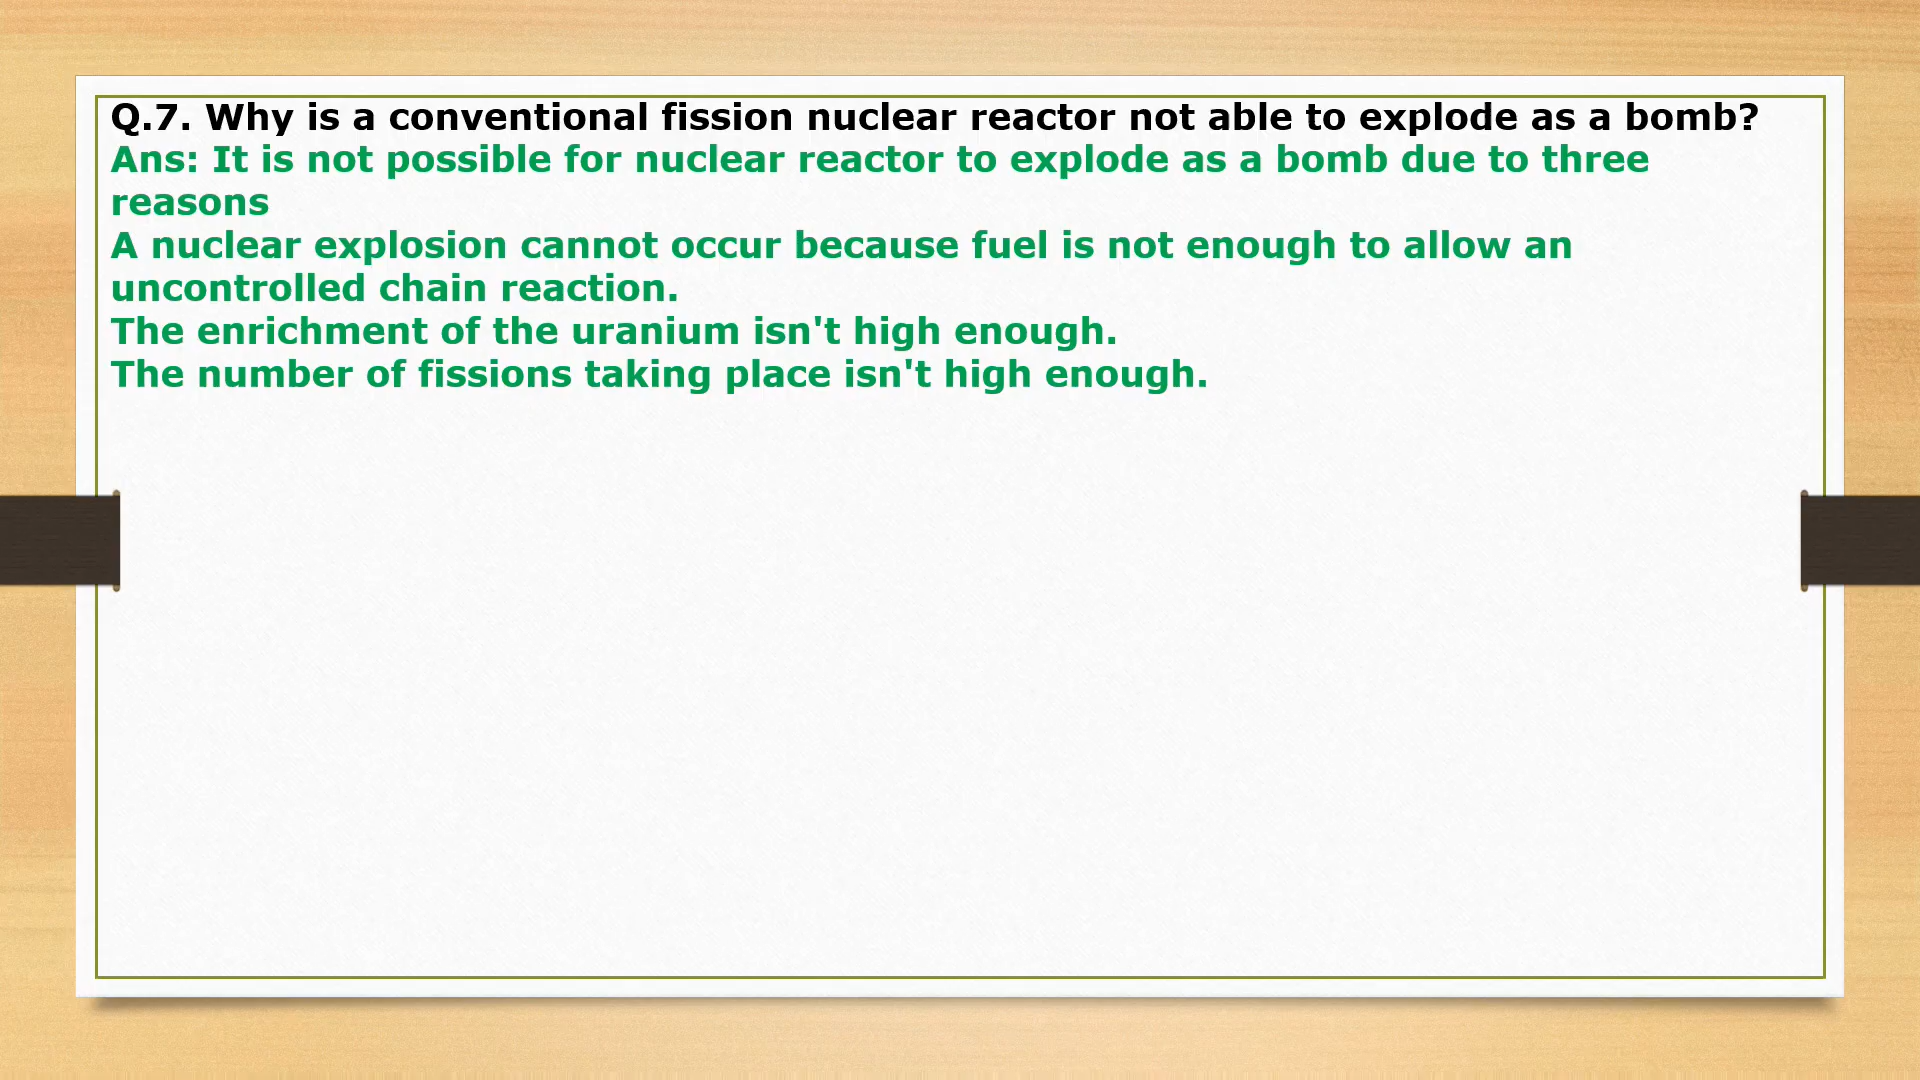 Q.7. Why is a conventional fission nuclear reactor not able to explode as a bomb?
Ans: It is not possible for nuclear reactor to explode as a bomb due to three
reasons
A nuclear explosion cannot occur because fuel is not enough to allow an
uncontrolled chain reaction.
The enrichment of the uranium isn't high enough.
The number of fissions taking place isn't high enough.